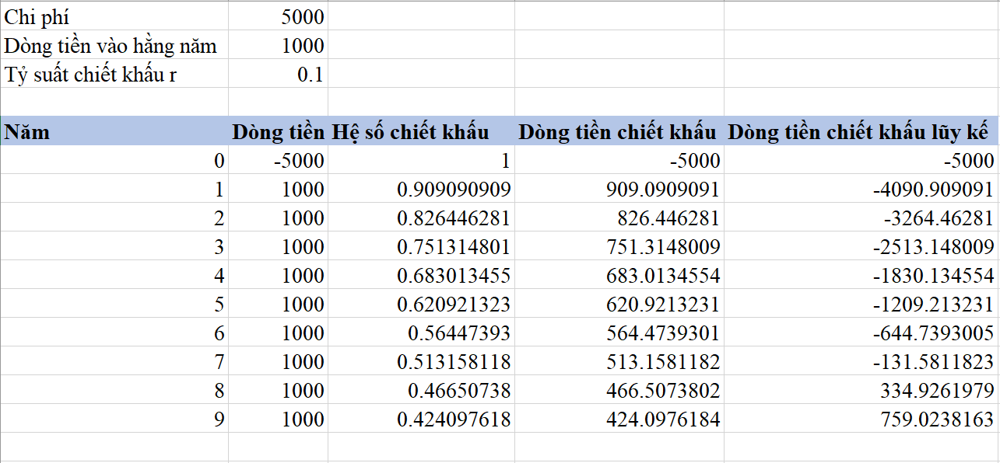 Chi phí 5000
Dòng tiền vào hằng năm 1000
Tỷ suất chiết khấu r 0.1
Năm Dòng tiền Hệ số chiết khấu Dòng tiền chiết khấu Dòng tiền chiết khấu lũy kế
0 -5000 1 -5000 -5000
1 1000 0.909090909 909.0909091 -4090.909091
2 1000 0.826446281 826.446281 -3264.46281
3 1000 0.751314801 751.3148009 -2513.148009
4 1000 0.683013455 683.0134554 -1830.134554
5 1000 0.620921323 620.9213231 -1209.213231
6 1000 0.56447393 564.4739301 -644.7393005
7 1000 0.513158118 513.1581182 -131.5811823
8 1000 0.46650738 466.5073802 334.9261979
9 1000 0.424097618 424.0976184 759.0238163